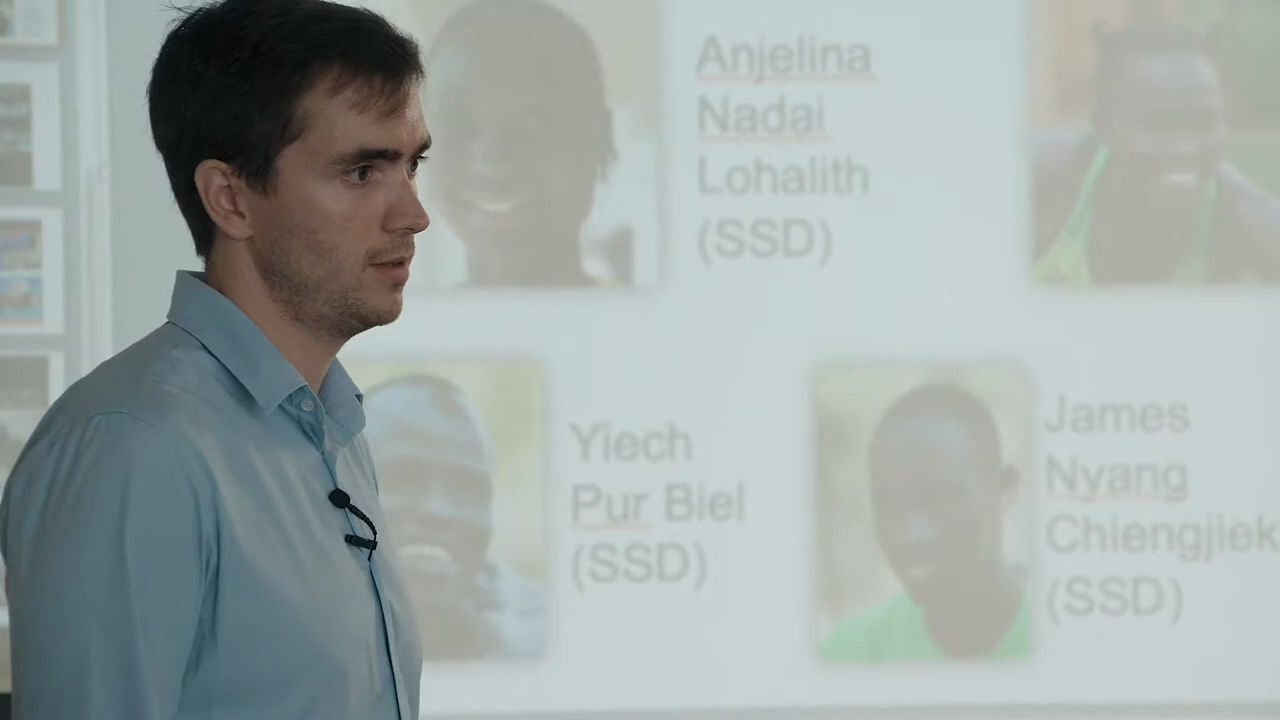 Anjelina
Nadai
Lohalith
(SSD)
Yiech
Pur Biel
(SSD)
James
Nyang
Chiengjiek
(SSD)